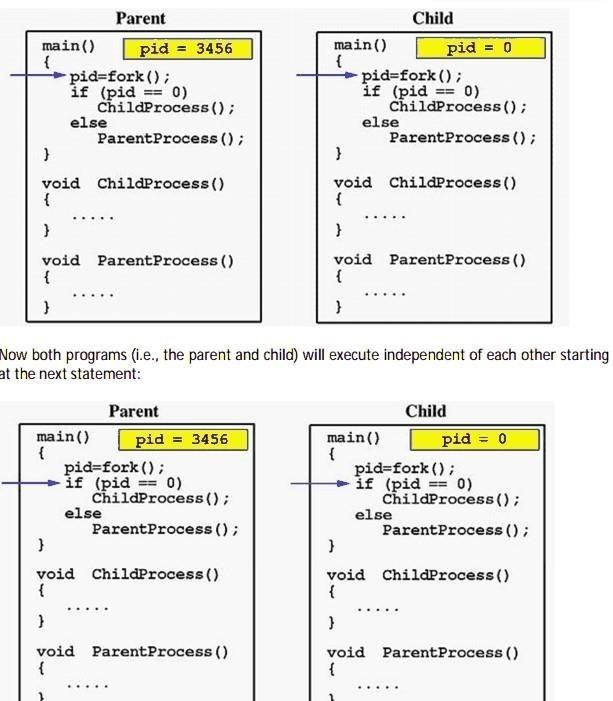 Parent
main() pid = 3456
{
pid=fork();
if (pid == 0)
ChildProcess();
else
ParentProcess();
}
void ChildProcess()
{
.....
}
void ParentProcess()
{
.....
}
Child
main() pid = 0
{
pid=fork();
if (pid == 0)
ChildProcess();
else
ParentProcess();
}
void ChildProcess()
{
.....
}
void ParentProcess()
{
.....
}
Now both programs (i.e., the parent and child) will execute independent of each other starting
at the next statement:
Parent
main() pid = 3456
{
pid=fork();
if (pid == 0)
ChildProcess();
else
ParentProcess();
}
void ChildProcess()
{
.....
}
void ParentProcess()
{
.....
}
Child
main() pid = 0
{
pid=fork();
if (pid == 0)
ChildProcess();
else
ParentProcess();
}
void ChildProcess()
{
.....
}
void ParentProcess()
{
.....
}